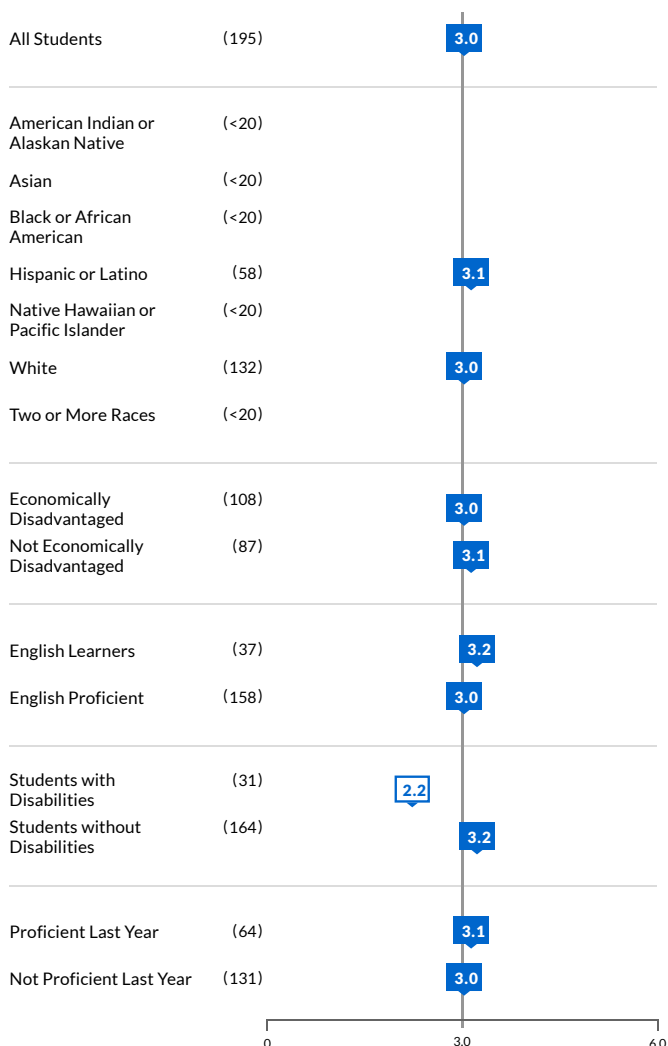 All Students (195) 3.0
American Indian or (<20)
Alaskan Native
Asian (<20)
Black or African (<20)
American
Hispanic or Latino (58) 3.1
Native Hawaiian or (<20)
Pacific Islander
White (132) 3.0
Two or More Races (<20)
Economically (108) 3.0
Disadvantaged
Not Economically (87) 3.1
Disadvantaged
English Learners (37) 3.2
English Proficient (158) 3.0
Students with (31) 2.2
Disabilities
Students without (164) 3.2
Disabilities
Proficient Last Year (64) 3.1
Not Proficient Last Year (131) 3.0
0 3.0 6.0